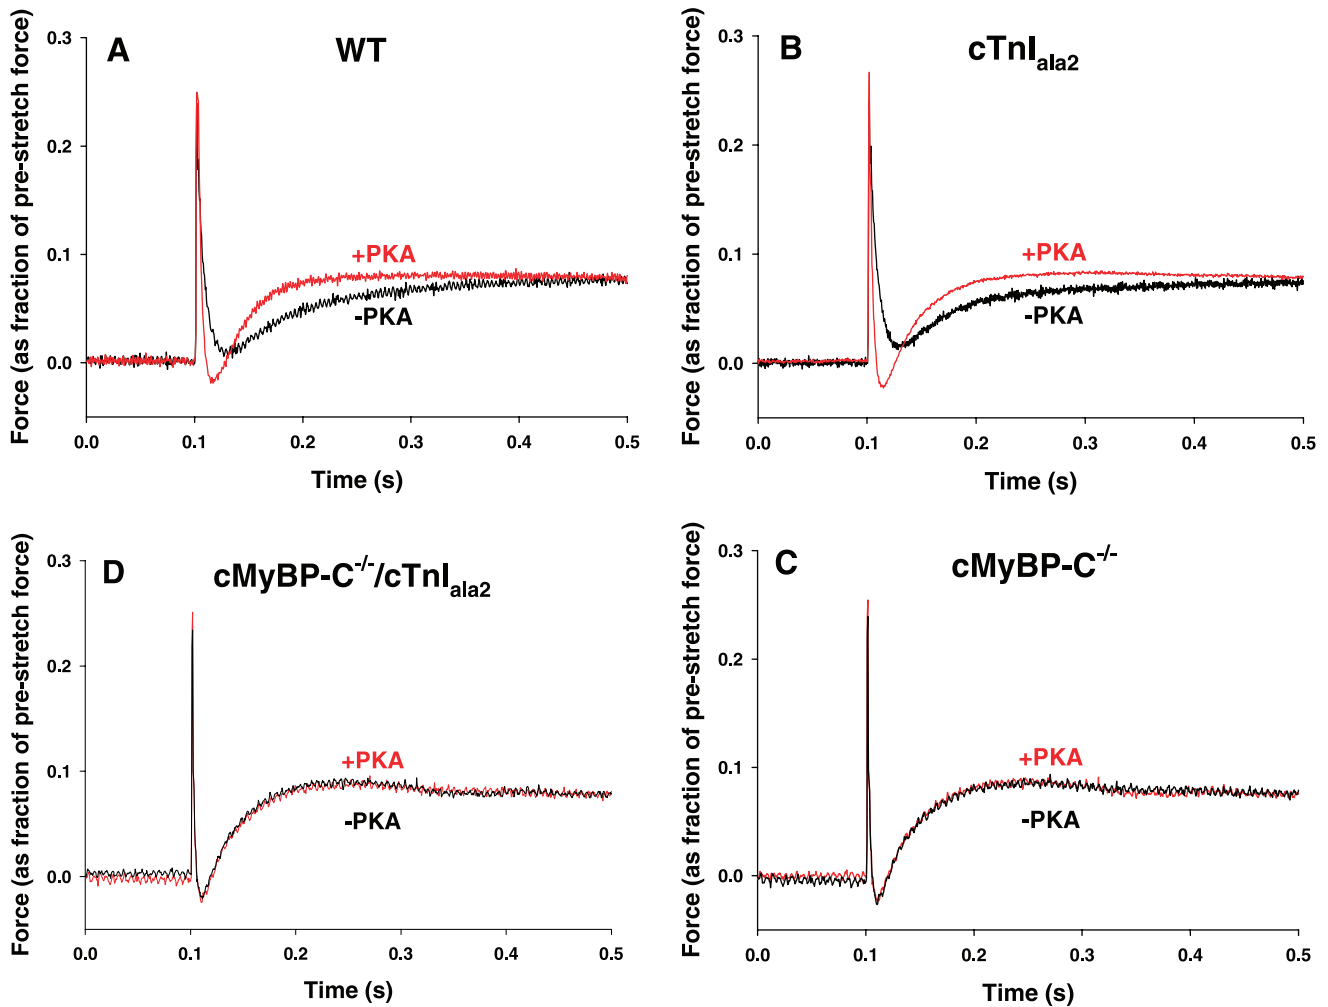 A
WT
Force (as fraction of pre-stretch force)
0.3
0.2
0.1
0.0
+PKA
-PKA
0.0 0.1 0.2 0.3 0.4 0.5
Time (s)
B
cTnI_ala2
Force (as fraction of pre-stretch force)
0.3
0.2
0.1
0.0
+PKA
-PKA
0.0 0.1 0.2 0.3 0.4 0.5
Time (s)
D
cMyBP-C^-/-/cTnI_ala2
Force (as fraction of pre-stretch force)
0.3
0.2
0.1
0.0
+PKA
-PKA
0.0 0.1 0.2 0.3 0.4 0.5
Time (s)
C
cMyBP-C^-/-
Force (as fraction of pre-stretch force)
0.3
0.2
0.1
0.0
+PKA
-PKA
0.0 0.1 0.2 0.3 0.4 0.5
Time (s)